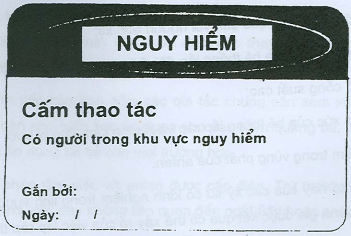 NGUY HIỂM
Cấm thao tác
Có người trong khu vực nguy hiểm
Gắn bởi:
Ngày: / /